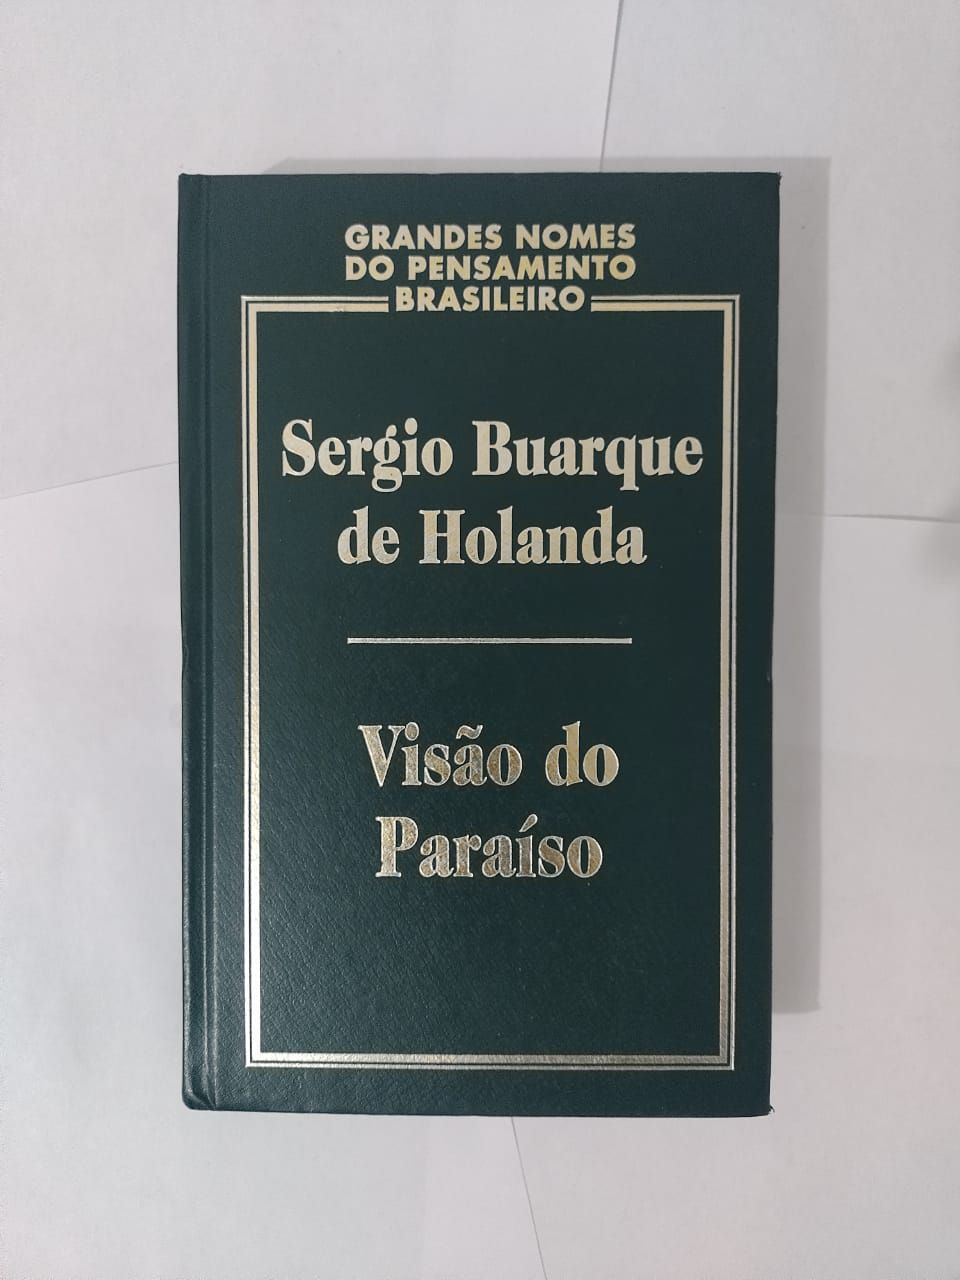 GRANDES NOMES
DO PENSAMENTO
BRASILEIRO
Sergio Buarque
de Holanda
Visão do
Paraíso